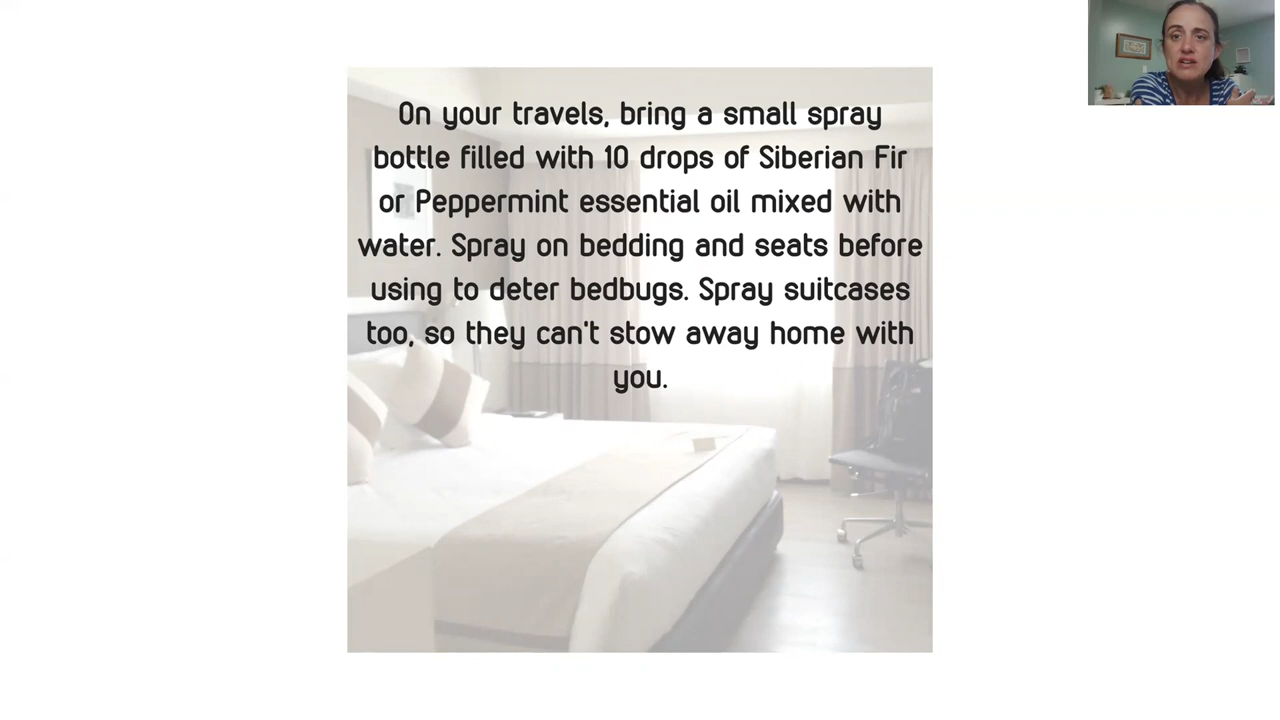 On your travels, bring a small spray
bottle filled with 10 drops of Siberian Fir
or Peppermint essential oil mixed with
water. Spray on bedding and seats before
using to deter bedbugs. Spray suitcases
too, so they can't stow away home with
you.